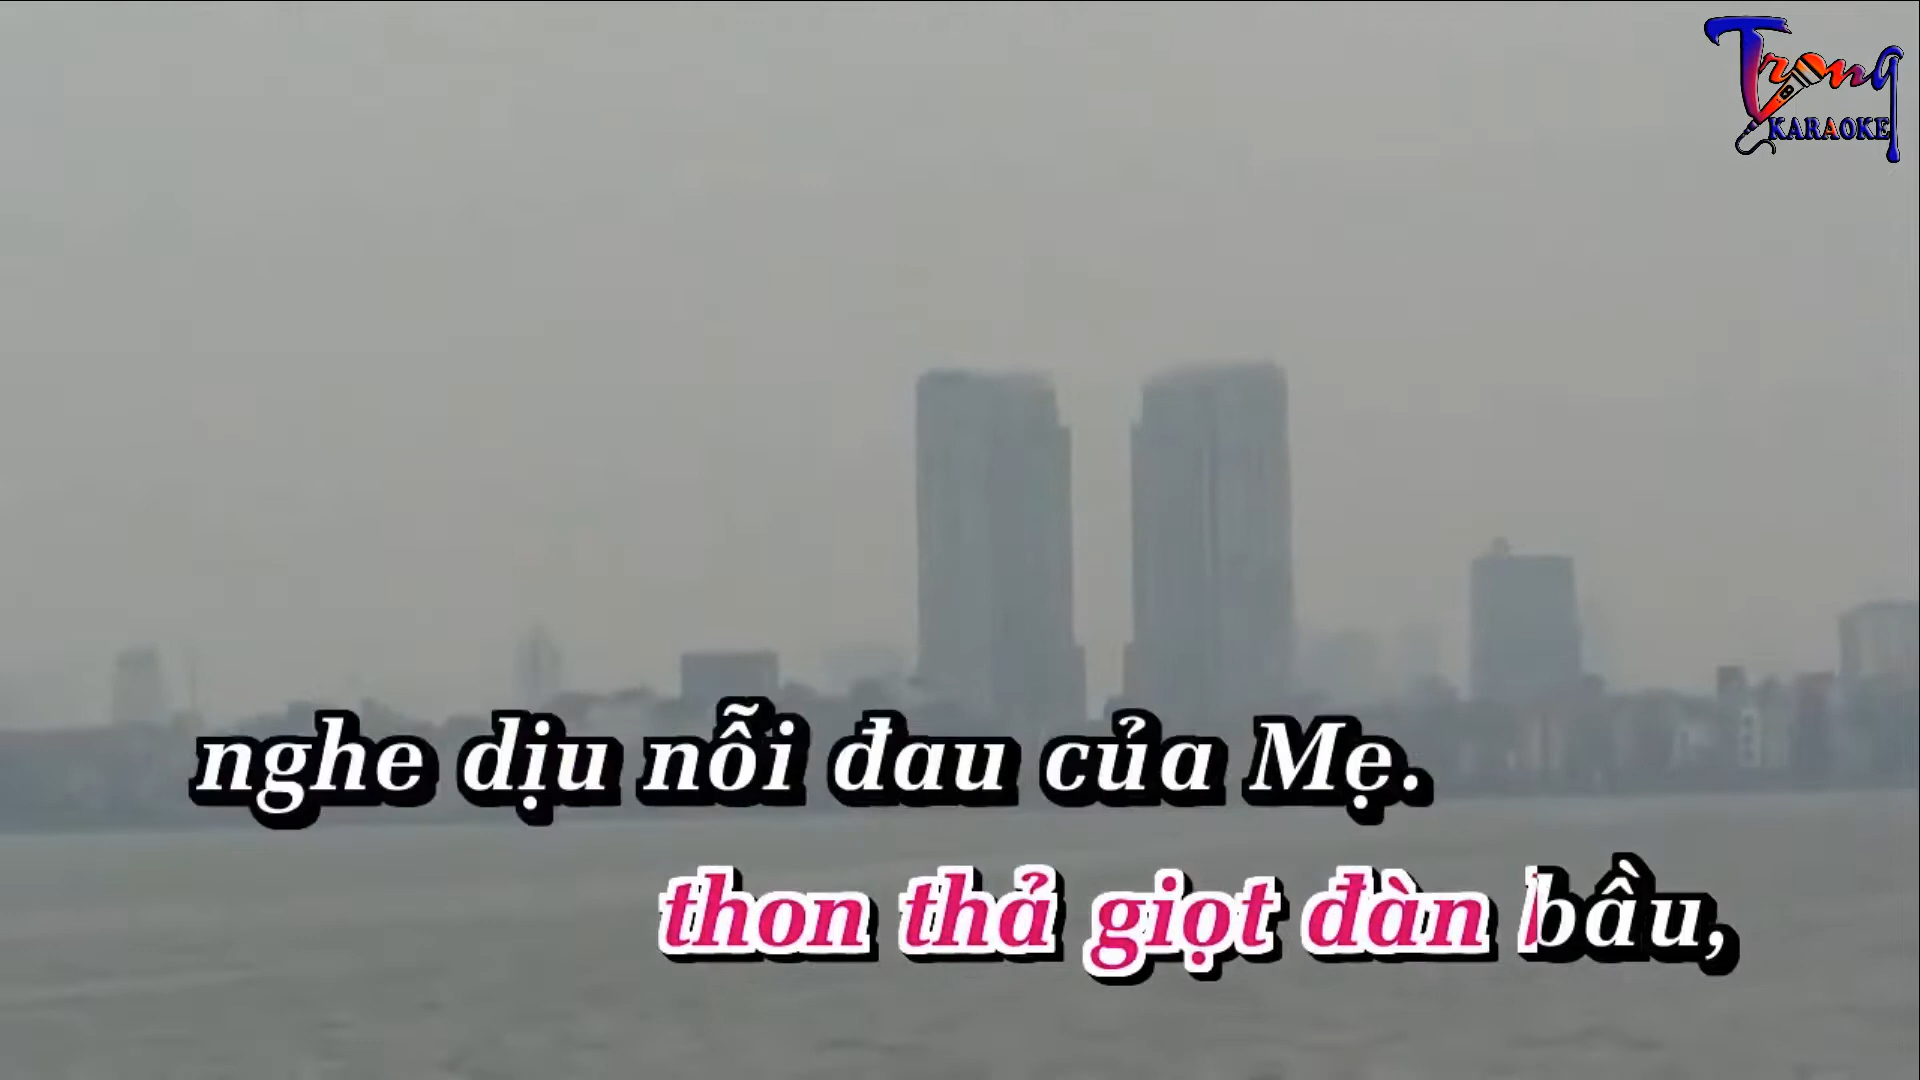 Trọng
KARAOKE
nghe dịu nỗi đau của Mẹ.
thon thả giọt đàn bầu,